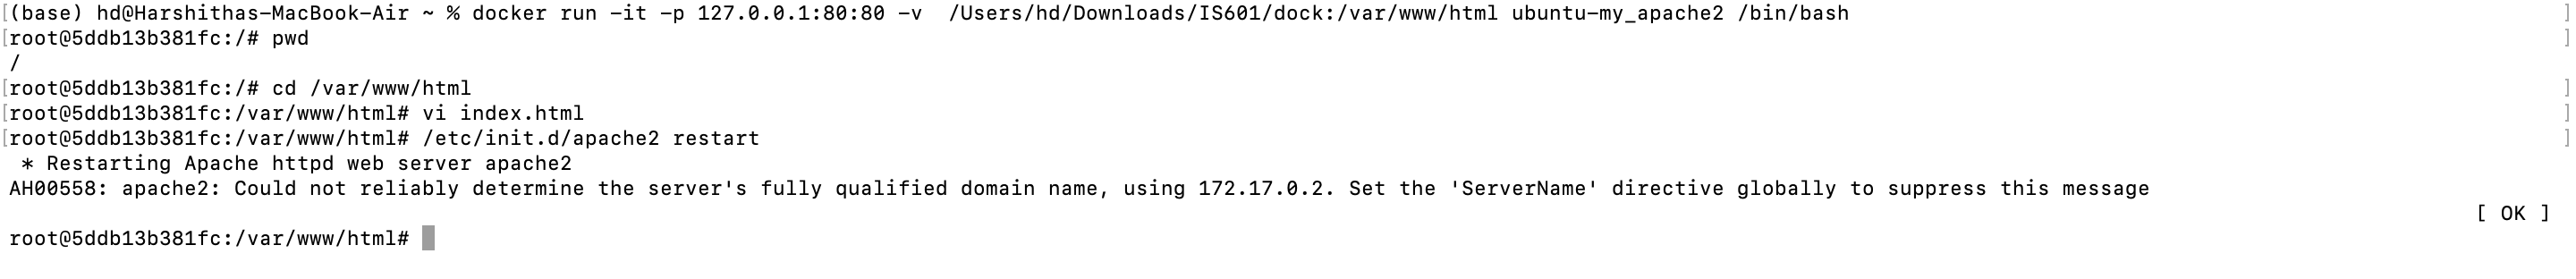 [(base) hd@Harshithas-MacBook-Air ~ % docker run -it -p 127.0.0.1:80:80 -v  /Users/hd/Downloads/IS601/dock:/var/www/html ubuntu-my_apache2 /bin/bash ]
[root@5ddb13b381fc:/# pwd ]
/
[root@5ddb13b381fc:/# cd /var/www/html ]
[root@5ddb13b381fc:/var/www/html# vi index.html ]
[root@5ddb13b381fc:/var/www/html# /etc/init.d/apache2 restart ]
 * Restarting Apache httpd web server apache2
AH00558: apache2: Could not reliably determine the server's fully qualified domain name, using 172.17.0.2. Set the 'ServerName' directive globally to suppress this message
[ OK ]
root@5ddb13b381fc:/var/www/html#